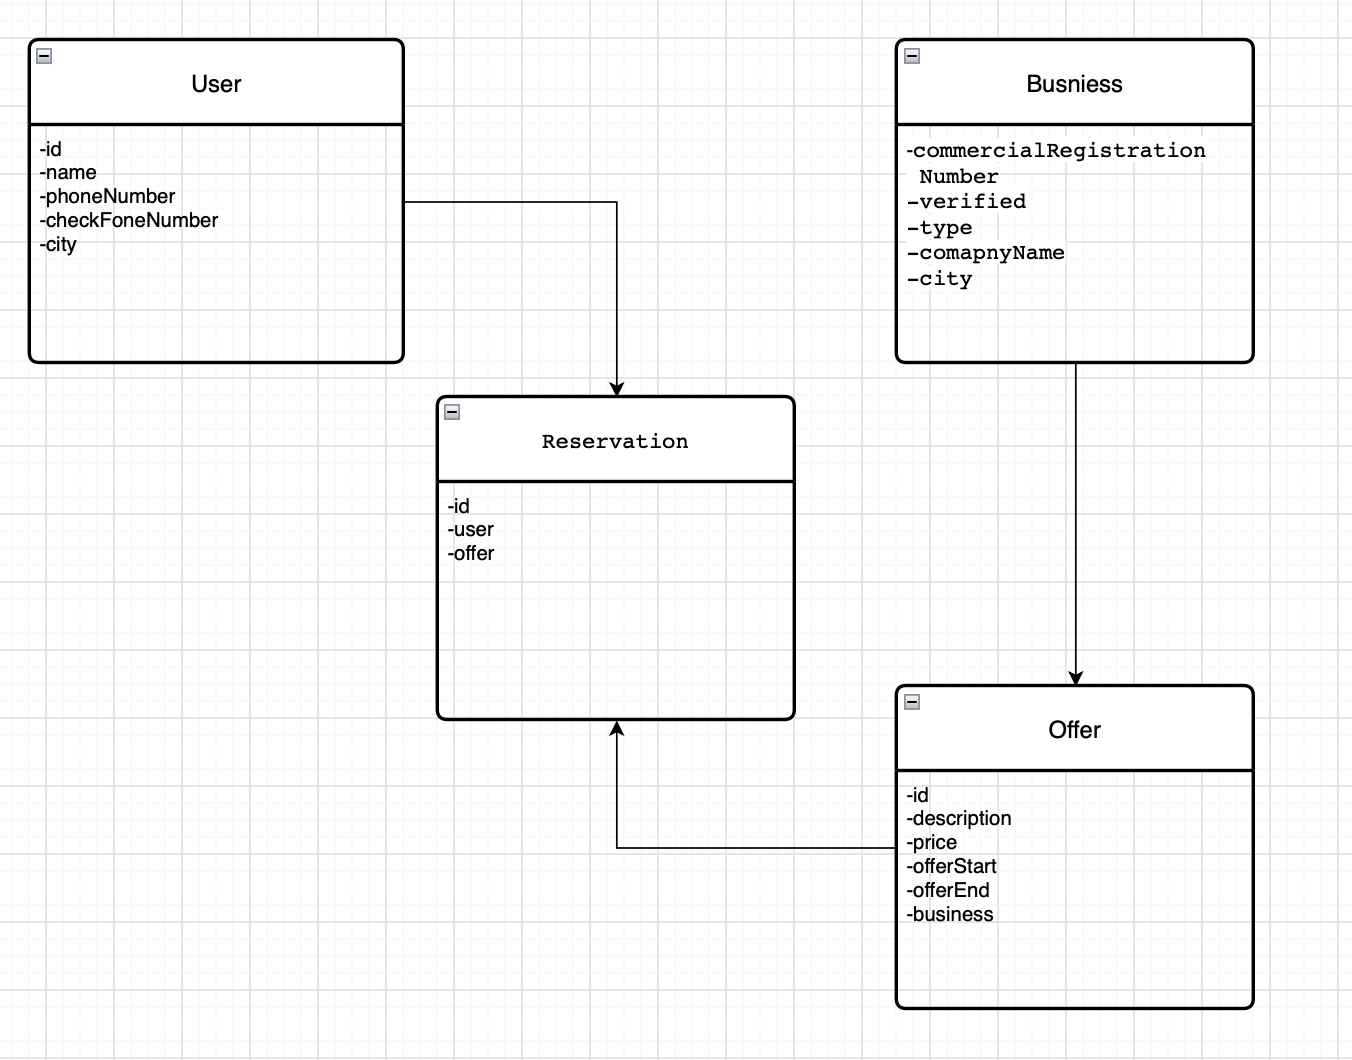 User
-id
-name
-phoneNumber
-checkFoneNumber
-city
Busniess
-commercialRegistration
Number
-verified
-type
-comapnyName
-city
Reservation
-id
-user
-offer
Offer
-id
-description
-price
-offerStart
-offerEnd
-business